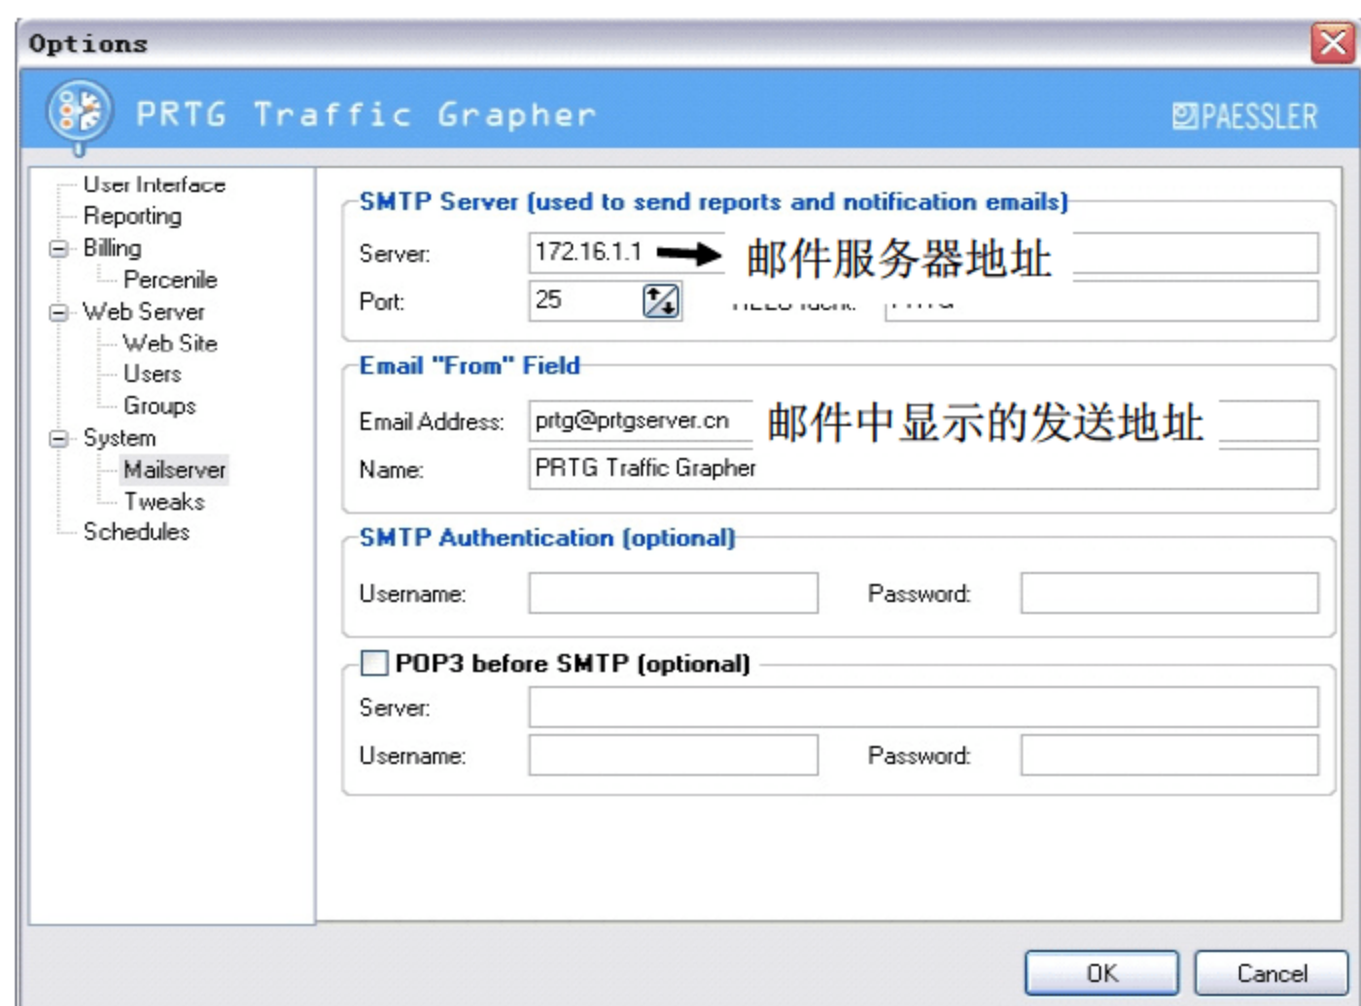 Options
PRTG Traffic Grapher
PAESSLER
User Interface
Reporting
Billing
Percenile
Web Server
Web Site
Users
Groups
System
Mailserver
Tweaks
Schedules
SMTP Server (used to send reports and notification emails)
Server: 172.16.1.1 邮件服务器地址
Port: 25
Email "From" Field
Email Address: prtg@prtgserver.cn 邮件中显示的发送地址
Name: PRTG Traffic Grapher
SMTP Authentication (optional)
Username: Password:
POP3 before SMTP (optional)
Server:
Username: Password:
OK Cancel